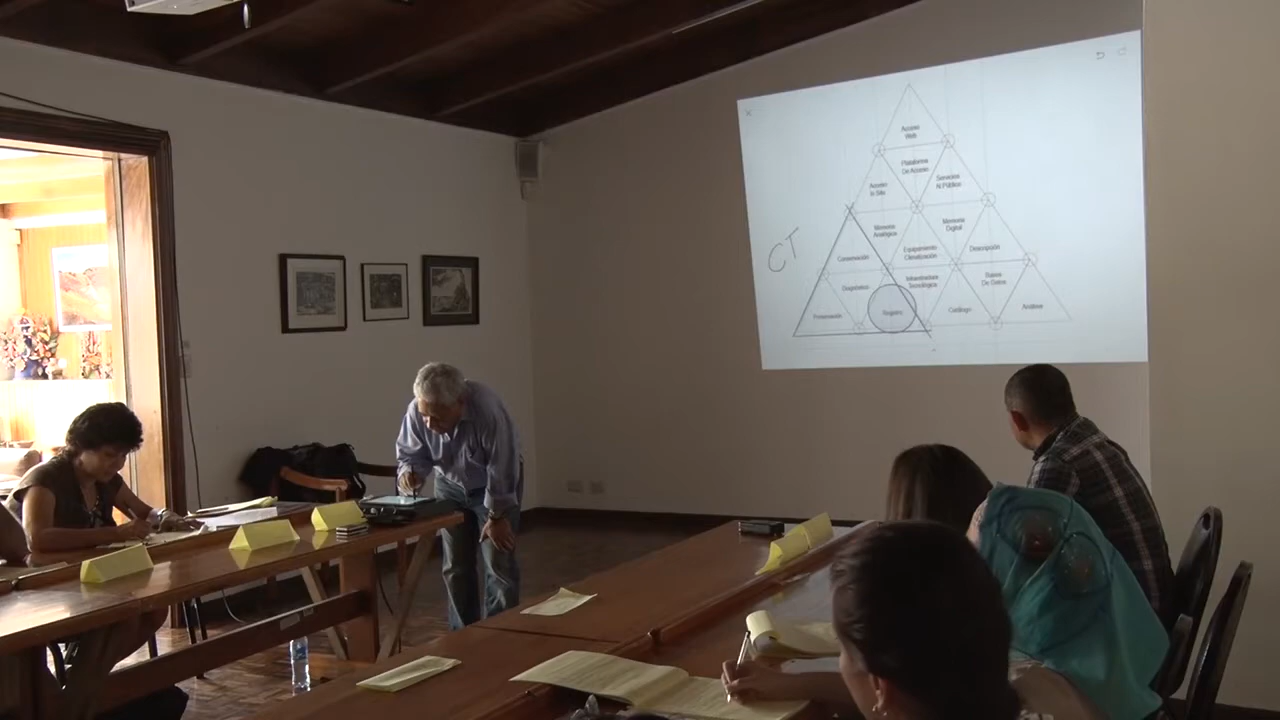 Acceso
Web
Plataforma
De Acceso
Acceso
In Situ
Servicios
Al Público
Memoria
Analógica
Memoria
Digital
CT
Conservación
Equipamiento
Climatización
Descripción
Diagnóstico
Infraestructura
Tecnológica
Bases
De Datos
Preservación
Registro
Catálogo
Análisis